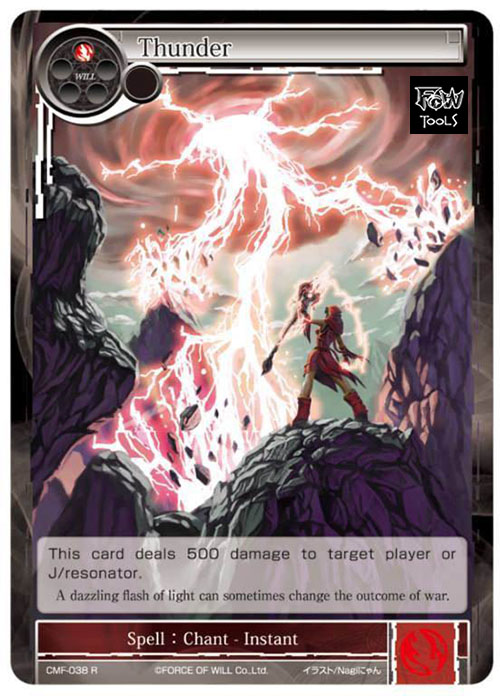 Thunder
WILL
FOW
TOOLS
This card deals 500 damage to target player or
J/resonator.
A dazzling flash of light can sometimes change the outcome of war.
Spell : Chant - Instant
CMF-038 R ©FORCE OF WILL Co.,Ltd. イラスト/Nagiにゃん